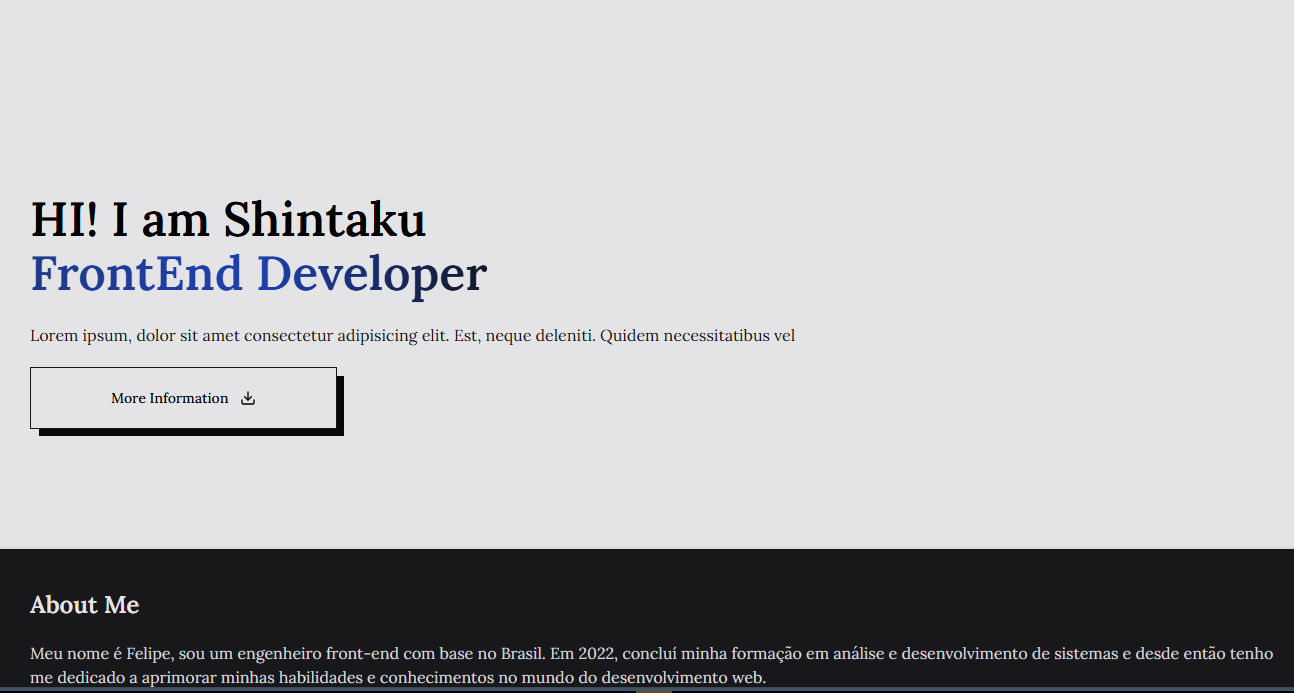 HI! I am Shintaku
FrontEnd Developer
Lorem ipsum, dolor sit amet consectetur adipisicing elit. Est, neque deleniti. Quidem necessitatibus vel
More Information
About Me
Meu nome é Felipe, sou um engenheiro front-end com base no Brasil. Em 2022, concluí minha formação em análise e desenvolvimento de sistemas e desde então tenho
me dedicado a aprimorar minhas habilidades e conhecimentos no mundo do desenvolvimento web.